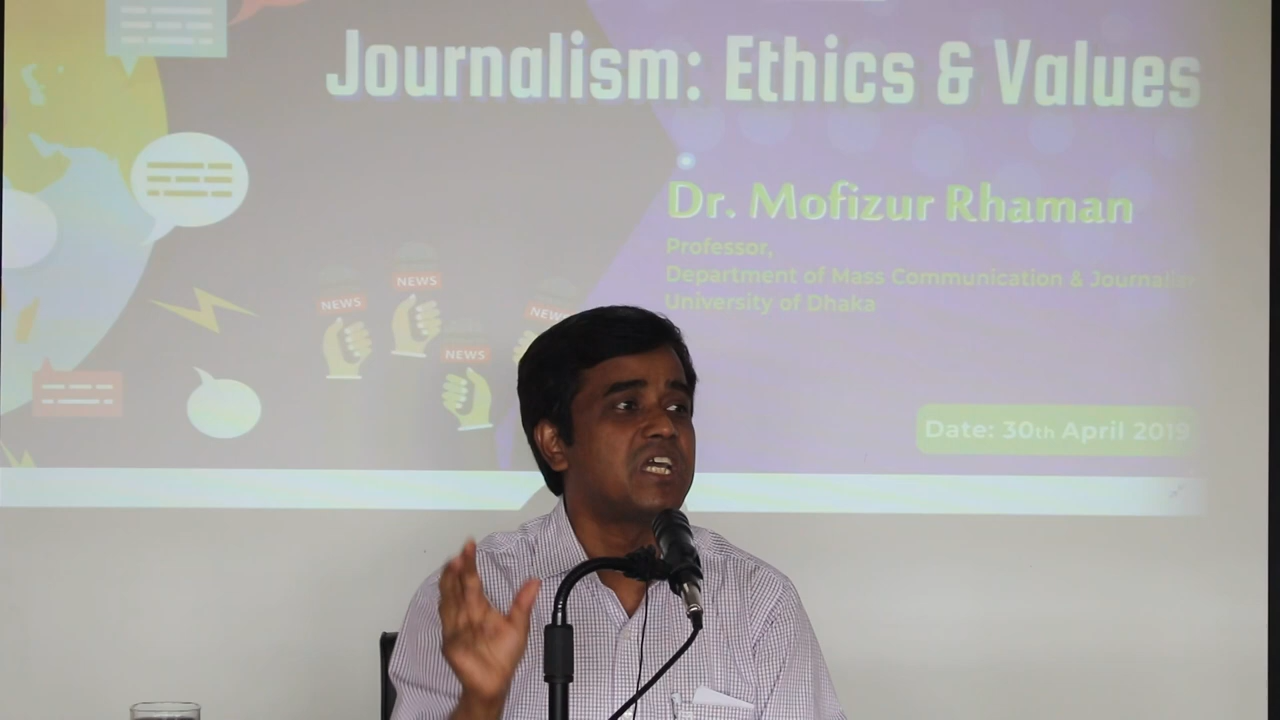 Journalism: Ethics & Values
Dr. Mofizur Rhaman
Professor,
Department of Mass Communication & Journalism
University of Dhaka
NEWS
NEWS
NEWS
NEWS
Date: 30th April 2019